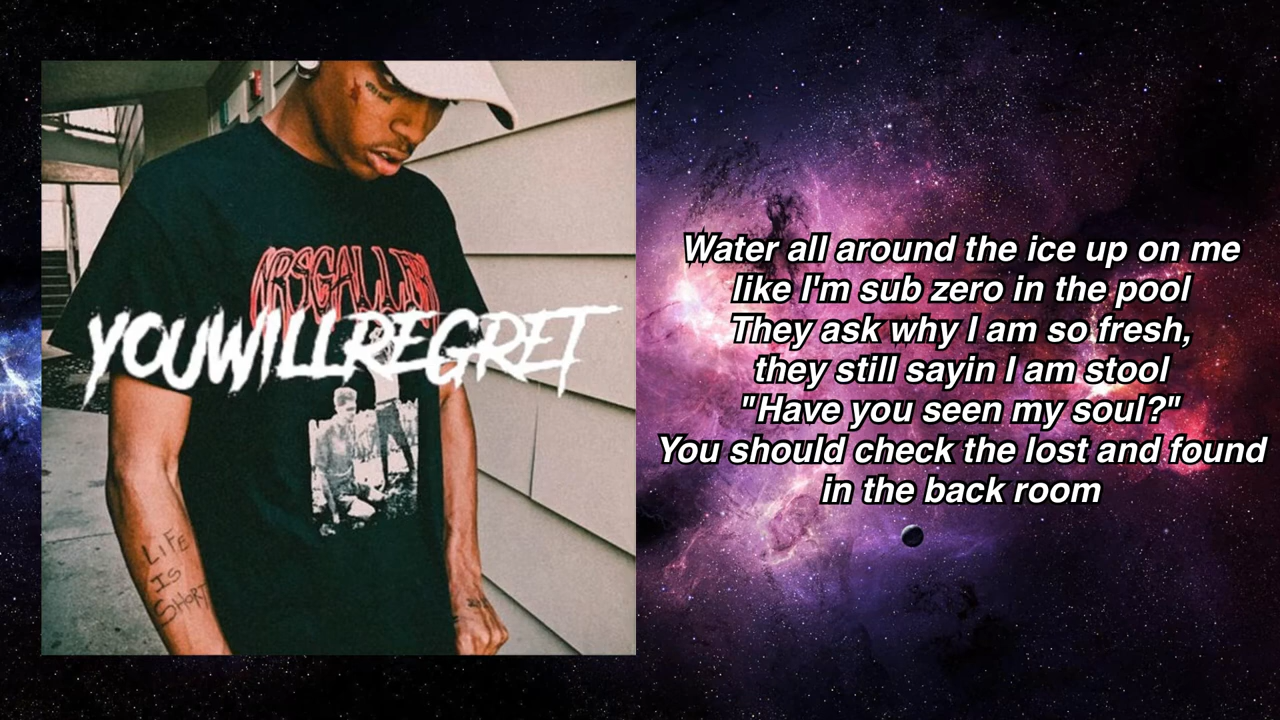 YOUWILLREGRET
LIFE
IS
SHORT
Water all around the ice up on me
like I'm sub zero in the pool
They ask why I am so fresh,
they still sayin I am stool
"Have you seen my soul?"
You should check the lost and found
in the back room